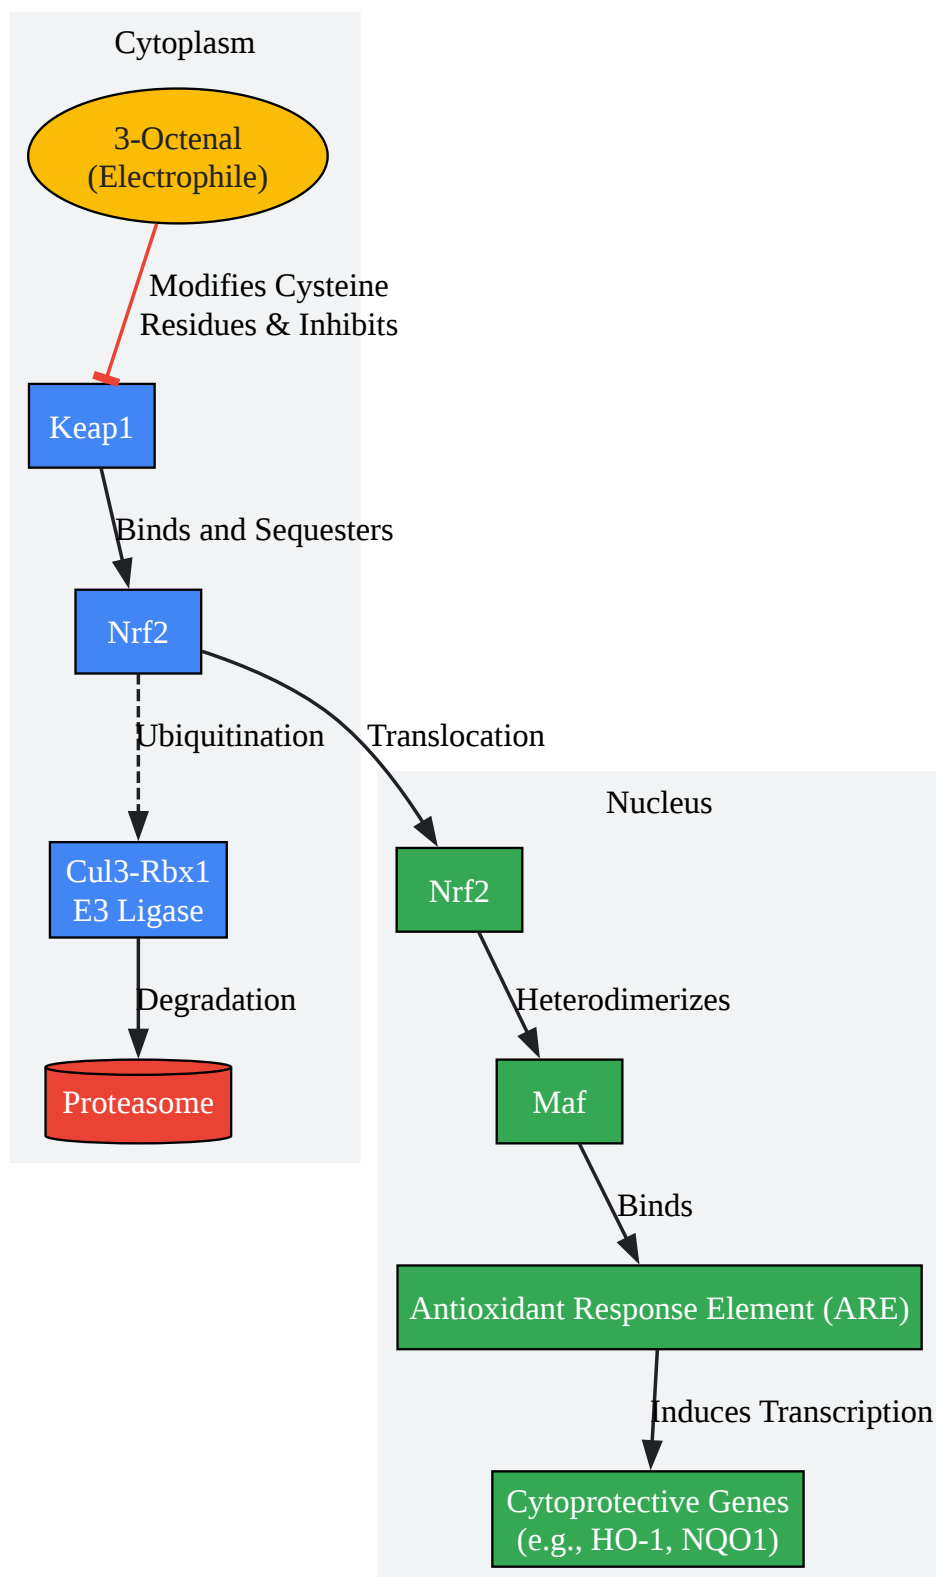 Cytoplasm
3-Octenal
(Electrophile)
Modifies Cysteine
Residues & Inhibits
Keap1
Binds and Sequesters
Nrf2
Ubiquitination
Translocation
Nucleus
Cul3-Rbx1
E3 Ligase
Nrf2
Degradation
Heterodimerizes
Proteasome
Maf
Binds
Antioxidant Response Element (ARE)
Induces Transcription
Cytoprotective Genes
(e.g., HO-1, NQO1)